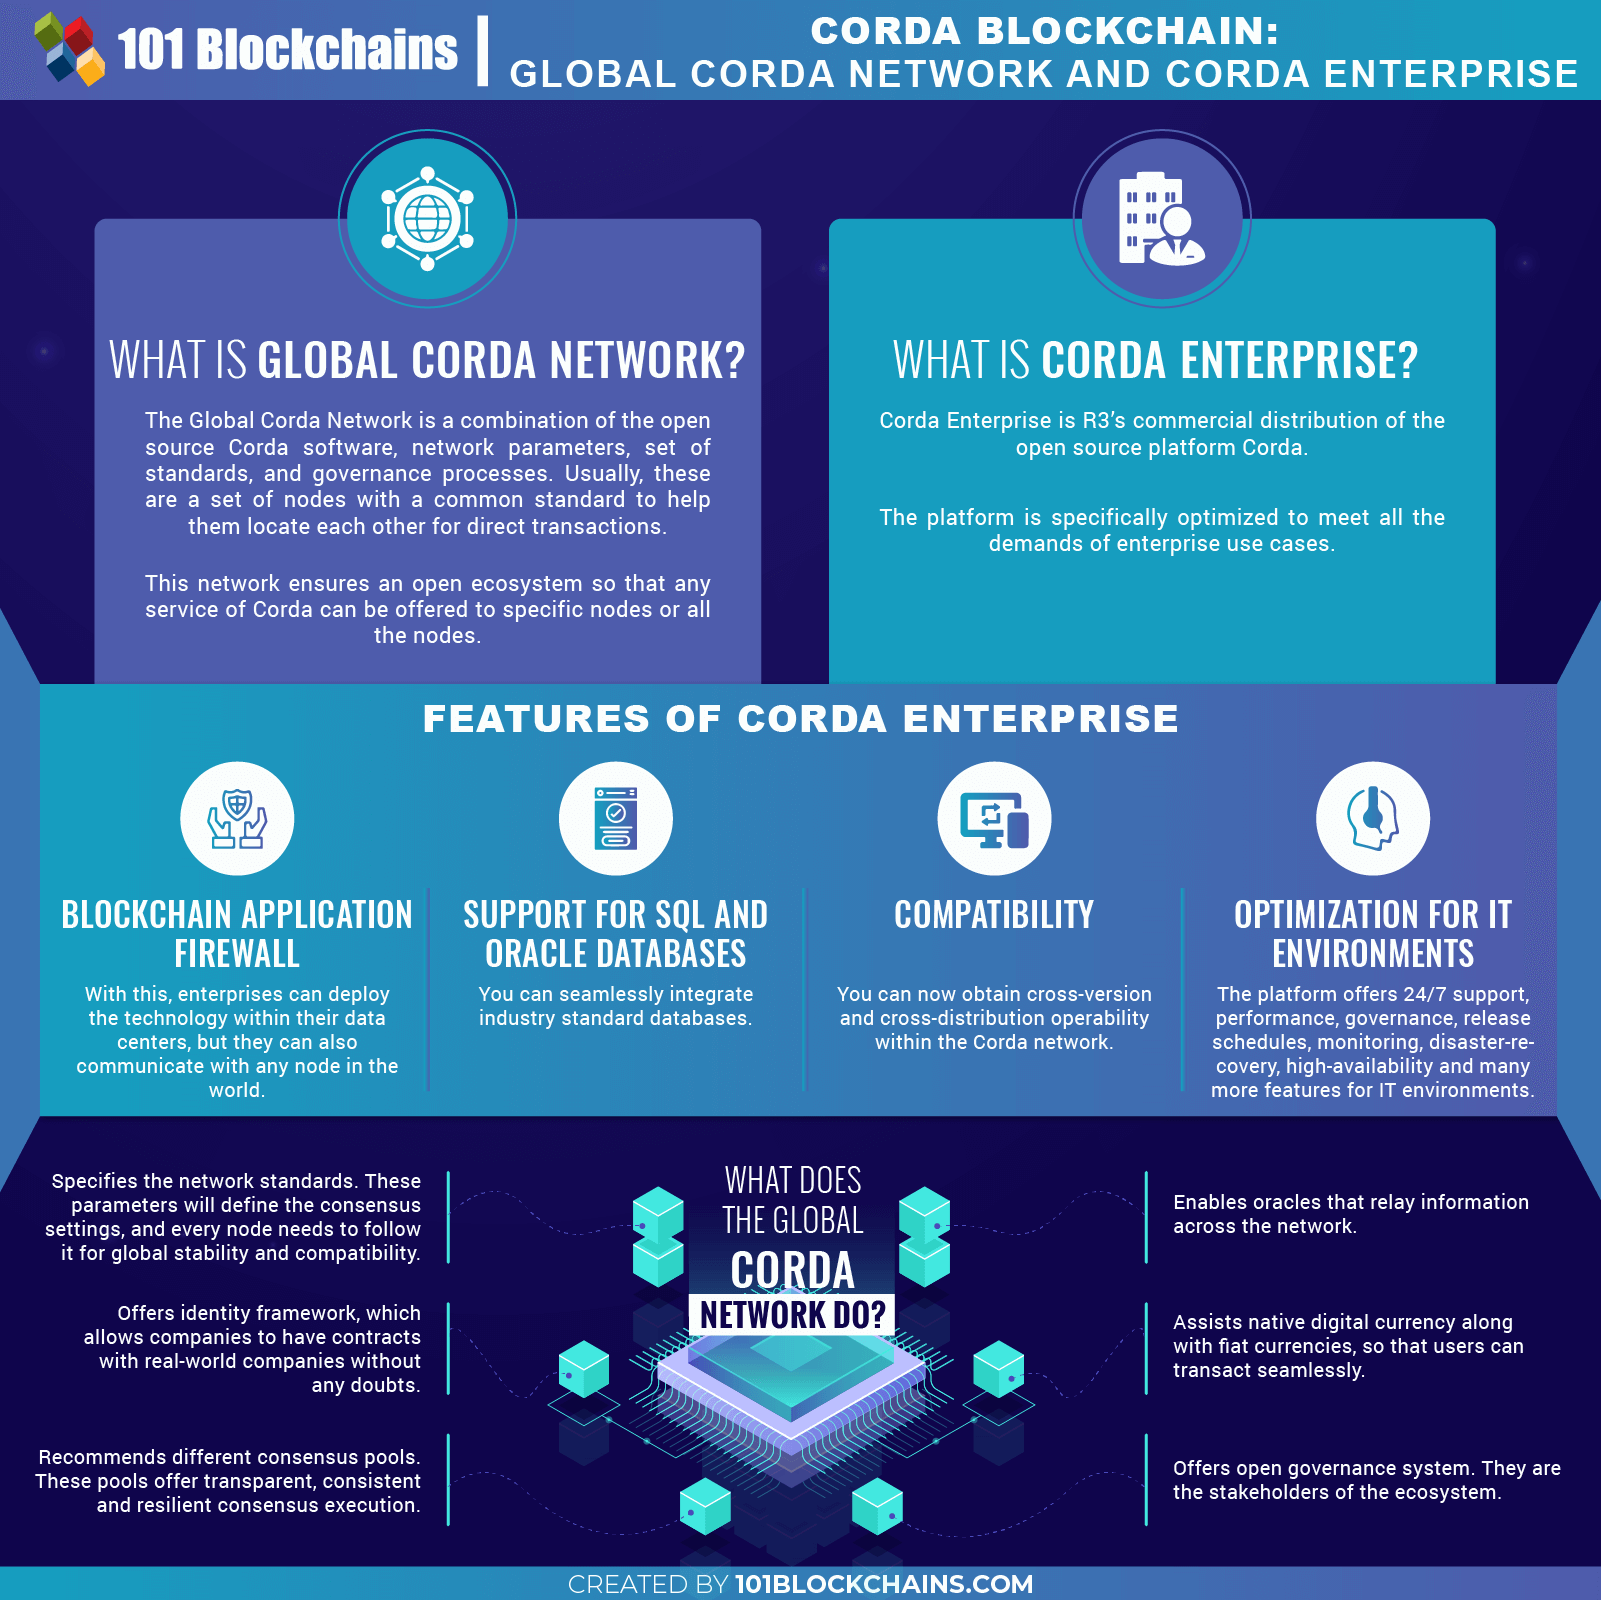 101 Blockchains
CORDA BLOCKCHAIN:
GLOBAL CORDA NETWORK AND CORDA ENTERPRISE
WHAT IS GLOBAL CORDA NETWORK?
The Global Corda Network is a combination of the open
source Corda software, network parameters, set of
standards, and governance processes. Usually, these
are a set of nodes with a common standard to help
them locate each other for direct transactions.
This network ensures an open ecosystem so that any
service of Corda can be offered to specific nodes or all
the nodes.
WHAT IS CORDA ENTERPRISE?
Corda Enterprise is R3’s commercial distribution of the
open source platform Corda.
The platform is specifically optimized to meet all the
demands of enterprise use cases.
FEATURES OF CORDA ENTERPRISE
BLOCKCHAIN APPLICATION
FIREWALL
With this, enterprises can deploy
the technology within their data
centers, but they can also
communicate with any node in the
world.
SUPPORT FOR SQL AND
ORACLE DATABASES
You can seamlessly integrate
industry standard databases.
COMPATIBILITY
You can now obtain cross-version
and cross-distribution operability
within the Corda network.
OPTIMIZATION FOR IT
ENVIRONMENTS
The platform offers 24/7 support,
performance, governance, release
schedules, monitoring, disaster-re-
covery, high-availability and many
more features for IT environments.
WHAT DOES
THE GLOBAL
CORDA
NETWORK DO?
Specifies the network standards. These
parameters will define the consensus
settings, and every node needs to follow
it for global stability and compatibility.
Offers identity framework, which
allows companies to have contracts
with real-world companies without
any doubts.
Recommends different consensus pools.
These pools offer transparent, consistent
and resilient consensus execution.
Enables oracles that relay information
across the network.
Assists native digital currency along
with fiat currencies, so that users can
transact seamlessly.
Offers open governance system. They are
the stakeholders of the ecosystem.
CREATED BY 101BLOCKCHAINS.COM